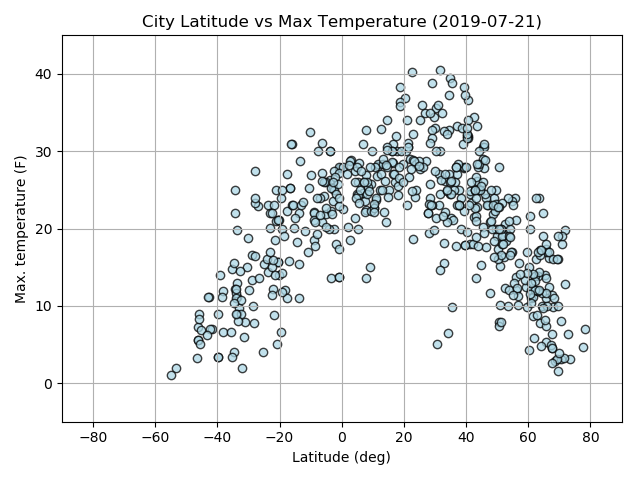 City Latitude vs Max Temperature (2019-07-21)
Max. temperature (F)
40
30
20
10
0
−80 −60 −40 −20 0 20 40 60 80
Latitude (deg)